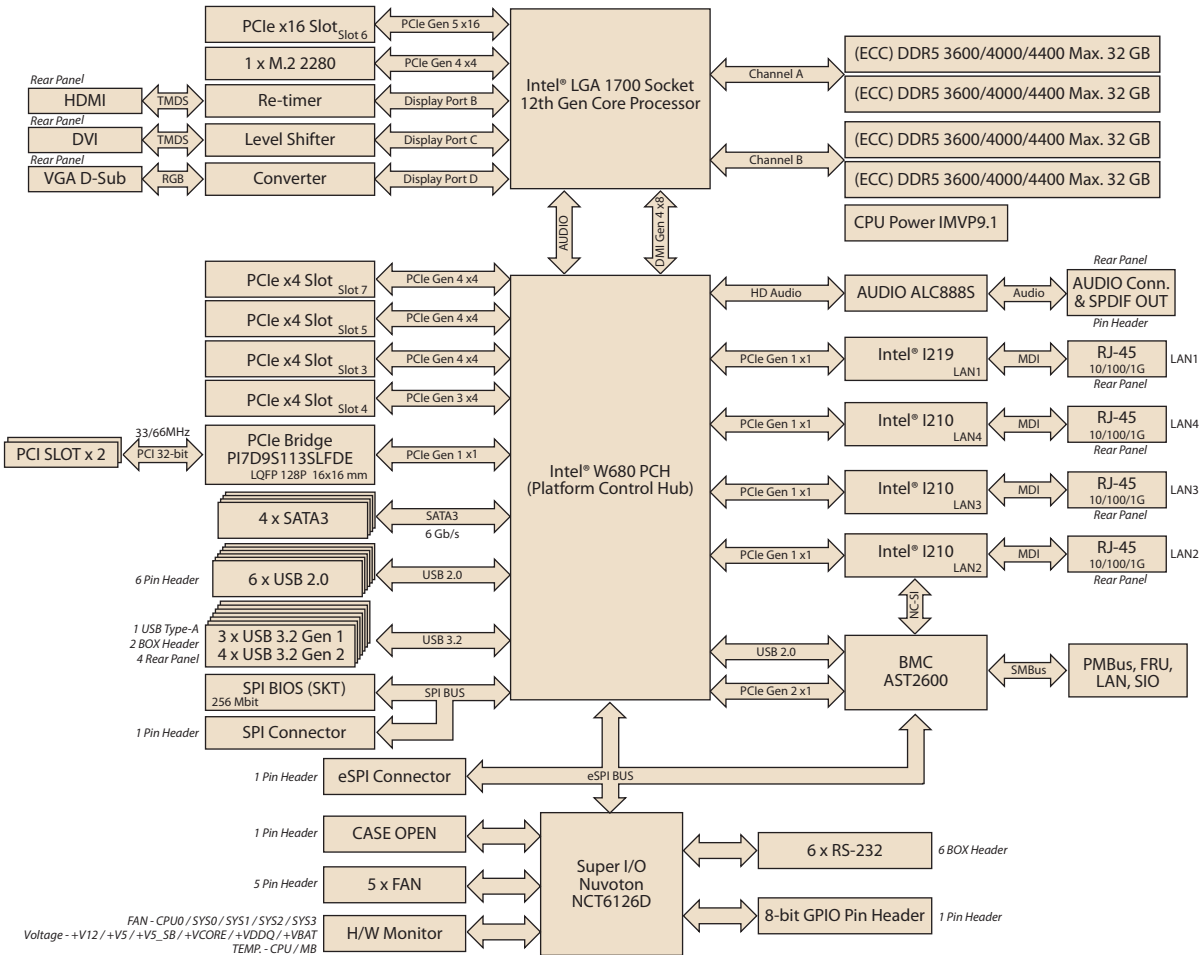 PCIe x16 Slot Slot 6
PCIe Gen 5 x16
1 x M.2 2280
PCIe Gen 4 x4
Rear Panel
HDMI
TMDS
Re-timer
Display Port B
Rear Panel
DVI
TMDS
Level Shifter
Display Port C
Rear Panel
VGA D-Sub
RGB
Converter
Display Port D
Intel® LGA 1700 Socket
12th Gen Core Processor
Channel A
(ECC) DDR5 3600/4000/4400 Max. 32 GB
(ECC) DDR5 3600/4000/4400 Max. 32 GB
Channel B
(ECC) DDR5 3600/4000/4400 Max. 32 GB
(ECC) DDR5 3600/4000/4400 Max. 32 GB
CPU Power IMVP9.1
AUDIO
DMI Gen 4 x8
PCIe x4 Slot Slot 7
PCIe Gen 4 x4
PCIe x4 Slot Slot 5
PCIe Gen 4 x4
PCIe x4 Slot Slot 3
PCIe Gen 4 x4
PCIe x4 Slot Slot 4
PCIe Gen 3 x4
PCI SLOT x 2
33/66MHz
PCI 32-bit
PCIe Bridge
PI7D9S113SLFDE
LQFP 128P 16x16 mm
PCIe Gen 1 x1
4 x SATA3
SATA3
6 Gb/s
6 Pin Header
6 x USB 2.0
USB 2.0
1 USB Type-A
2 BOX Header
4 Rear Panel
3 x USB 3.2 Gen 1
4 x USB 3.2 Gen 2
USB 3.2
SPI BIOS (SKT)
256 Mbit
SPI BUS
1 Pin Header
SPI Connector
Intel® W680 PCH
(Platform Control Hub)
HD Audio
AUDIO ALC888S
Audio
Rear Panel
AUDIO Conn.
& SPDIF OUT
Pin Header
PCIe Gen 1 x1
Intel® I219
LAN1
MDI
RJ-45
10/100/1G
LAN1
Rear Panel
PCIe Gen 1 x1
Intel® I210
LAN4
MDI
RJ-45
10/100/1G
LAN4
Rear Panel
PCIe Gen 1 x1
Intel® I210
LAN3
MDI
RJ-45
10/100/1G
LAN3
Rear Panel
PCIe Gen 1 x1
Intel® I210
LAN2
MDI
RJ-45
10/100/1G
LAN2
Rear Panel
NC-SI
USB 2.0
PCIe Gen 2 x1
BMC
AST2600
SMBus
PMBus, FRU,
LAN, SIO
1 Pin Header
eSPI Connector
eSPI BUS
1 Pin Header
CASE OPEN
5 Pin Header
5 x FAN
FAN - CPU0 / SYS0 / SYS1 / SYS2 / SYS3
Voltage - +V12 / +V5 / +V5_SB / +VCORE / +VDDQ / +VBAT
TEMP. - CPU / MB
H/W Monitor
Super I/O
Nuvoton
NCT6126D
6 x RS-232
6 BOX Header
8-bit GPIO Pin Header
1 Pin Header